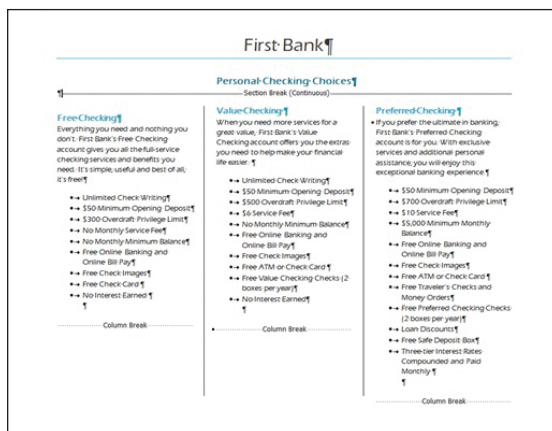 First Bank¶
Personal Checking Choices¶
¶
Section Break (Continuous)
Free Checking¶
Everything you need and nothing you
don't. First Bank's Free Checking
account gives you all the full-service
checking services and benefits you
need. It's simple, useful and best of all,
it's free!¶
• → Unlimited Check Writing¶
• → $50 Minimum Opening Deposit¶
• → $300 Overdraft Privilege Limit¶
• → No Monthly Service Fee¶
• → No Monthly Minimum Balance¶
• → Free Online Banking and
Online Bill Pay¶
• → Free Check Images¶
• → Free Check Card¶
• → No Interest Earned ¶
¶
Column Break
Value Checking ¶
When you need more services for a
great value, First Bank's Value
Checking account offers you the extras
you need to help make your financial
life easier. ¶
• → Unlimited Check Writing¶
• → $50 Minimum Opening Deposit¶
• → $500 Overdraft Privilege Limit¶
• → $6 Service Fee¶
• → No Monthly Minimum Balance¶
• → Free Online Banking and
Online Bill Pay¶
• → Free Check Images¶
• → Free ATM or Check Card¶
• → Free Value Checking Checks (2
boxes per year)¶
• → No Interest Earned¶
Column Break
Preferred Checking ¶
If you prefer the ultimate in banking,
First Bank's Preferred Checking
account is for you. With exclusive
services and additional personal
assistance, you will enjoy this
exceptional banking experience.¶
• → $50 Minimum Opening Deposit¶
• → $700 Overdraft Privilege Limit¶
• → $10 Service Fee¶
• → $5,000 Minimum Monthly
Balance¶
• → Free Online Banking and
Online Bill Pay¶
• → Free Check Images¶
• → Free ATM or Check Card¶
• → Free Traveler's Checks and
Money Orders¶
• → Free Preferred Checking Checks
(2 boxes per year)¶
• → Loan Discounts¶
• → Free Safe Deposit Box¶
• → Three-tier Interest Rates
Compounded and Paid
Monthly ¶
¶
Column Break